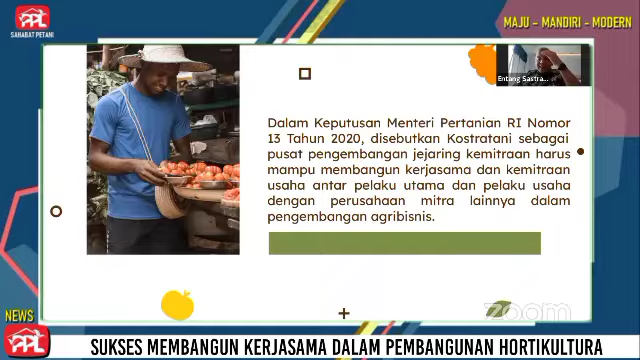 PPL
SAHABAT PETANI
MAJU – MANDIRI - MODERN
Entang Sastra...
Dalam Keputusan Menteri Pertanian RI Nomor
13 Tahun 2020, disebutkan Kostratani sebagai
pusat pengembangan jejaring kemitraan harus
mampu membangun kerjasama dan kemitraan
usaha antar pelaku utama dan pelaku usaha
dengan perusahaan mitra lainnya dalam
pengembangan agribisnis.
zoom
NEWS
PPL
SUKSES MEMBANGUN KERJASAMA DALAM PEMBANGUNAN HORTIKULTURA